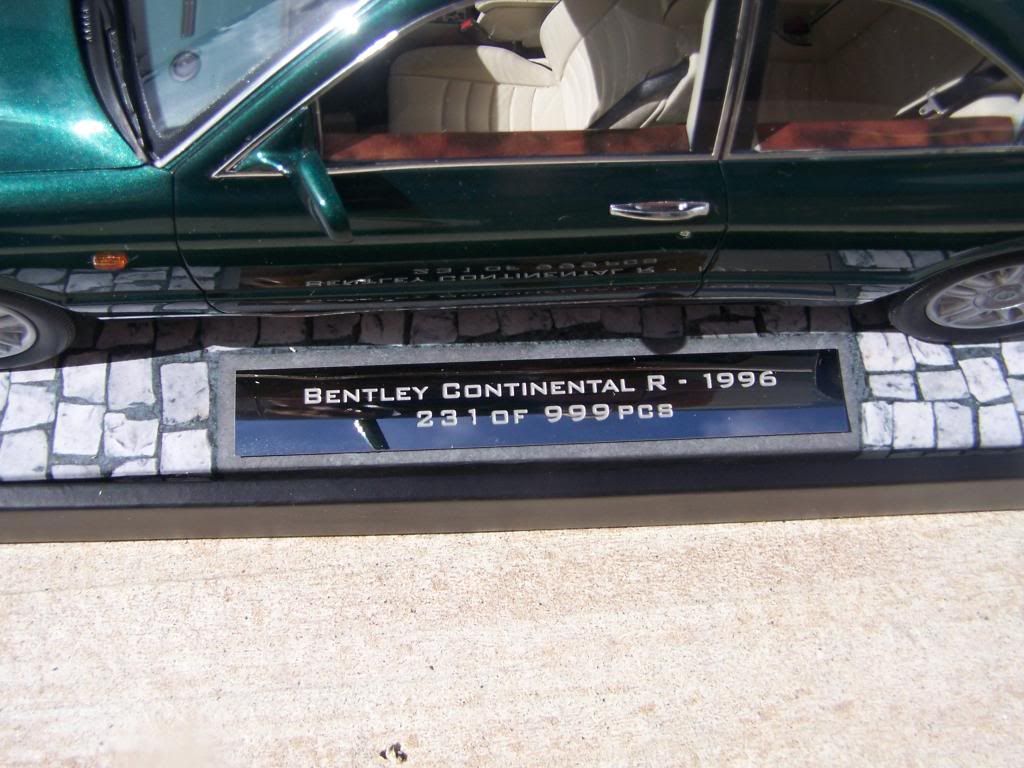 BENTLEY CONTINENTAL R - 1996
231 OF 999 PCS